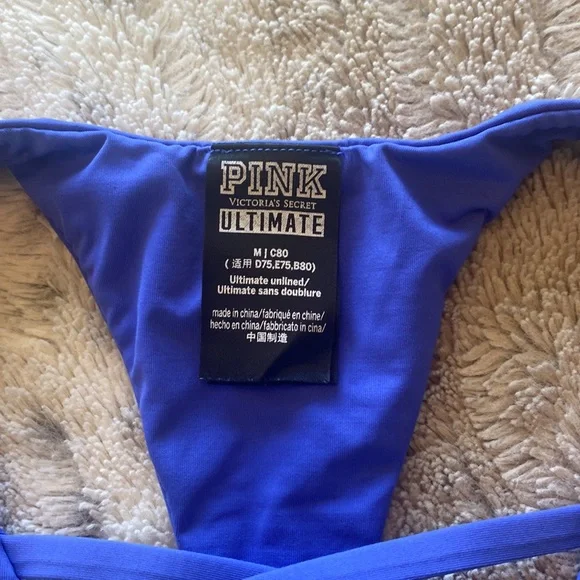 PINK
VICTORIA'S SECRET
ULTIMATE
M | C80
(适用 D75,E75,B80)
Ultimate unlined/
Ultimate sans doublure
made in china/fabriqué en chine/
hecho en china/fabbricato in cina/
中国制造